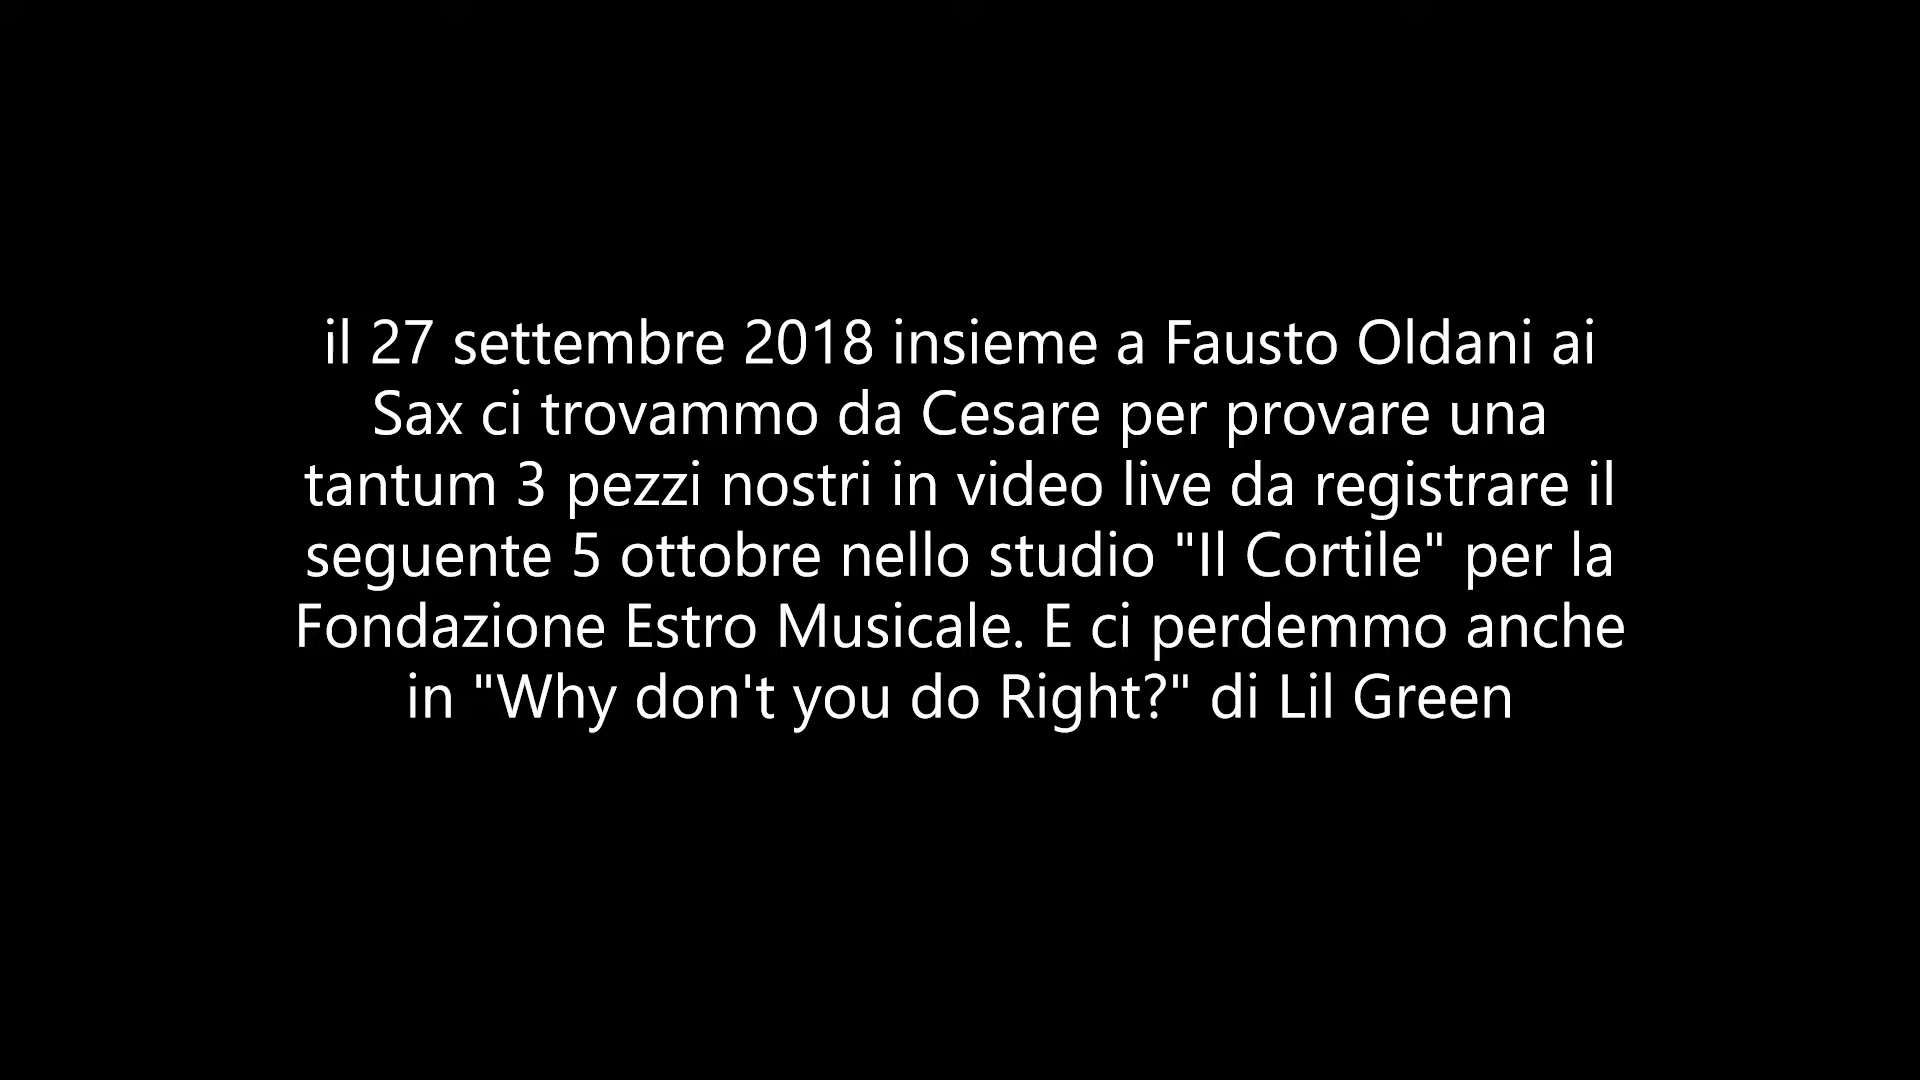 il 27 settembre 2018 insieme a Fausto Oldani ai
Sax ci trovammo da Cesare per provare una
tantum 3 pezzi nostri in video live da registrare il
seguente 5 ottobre nello studio "Il Cortile" per la
Fondazione Estro Musicale. E ci perdemmo anche
in "Why don't you do Right?" di Lil Green